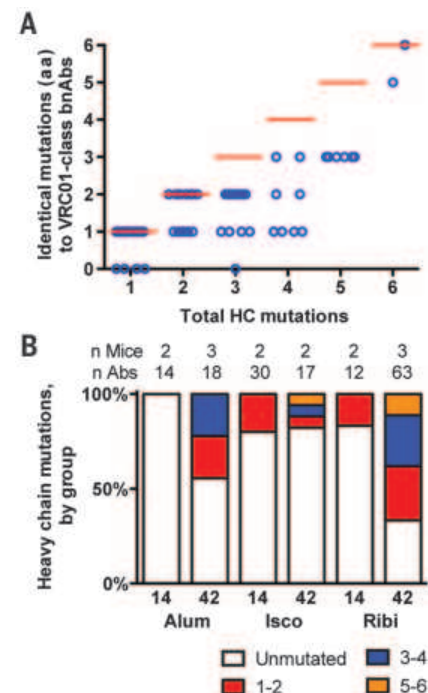 A
Identical mutations (aa)
to VRC01-class bnAbs
6
5
4
3
2
1
0
1 2 3 4 5 6
Total HC mutations
B
n Mice 2 3 2 2 2 3
n Abs 14 18 30 17 12 63
Heavy chain mutations,
by group
100%
50%
0%
14 42 14 42 14 42
Alum Isco Ribi
Unmutated 3-4
1-2 5-6